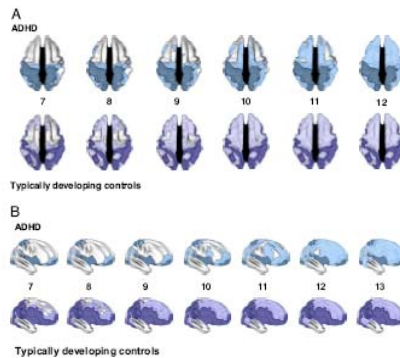 A
ADHD
7 8 9 10 11 12
Typically developing controls
B
ADHD
7 8 9 10 11 12 13
Typically developing controls